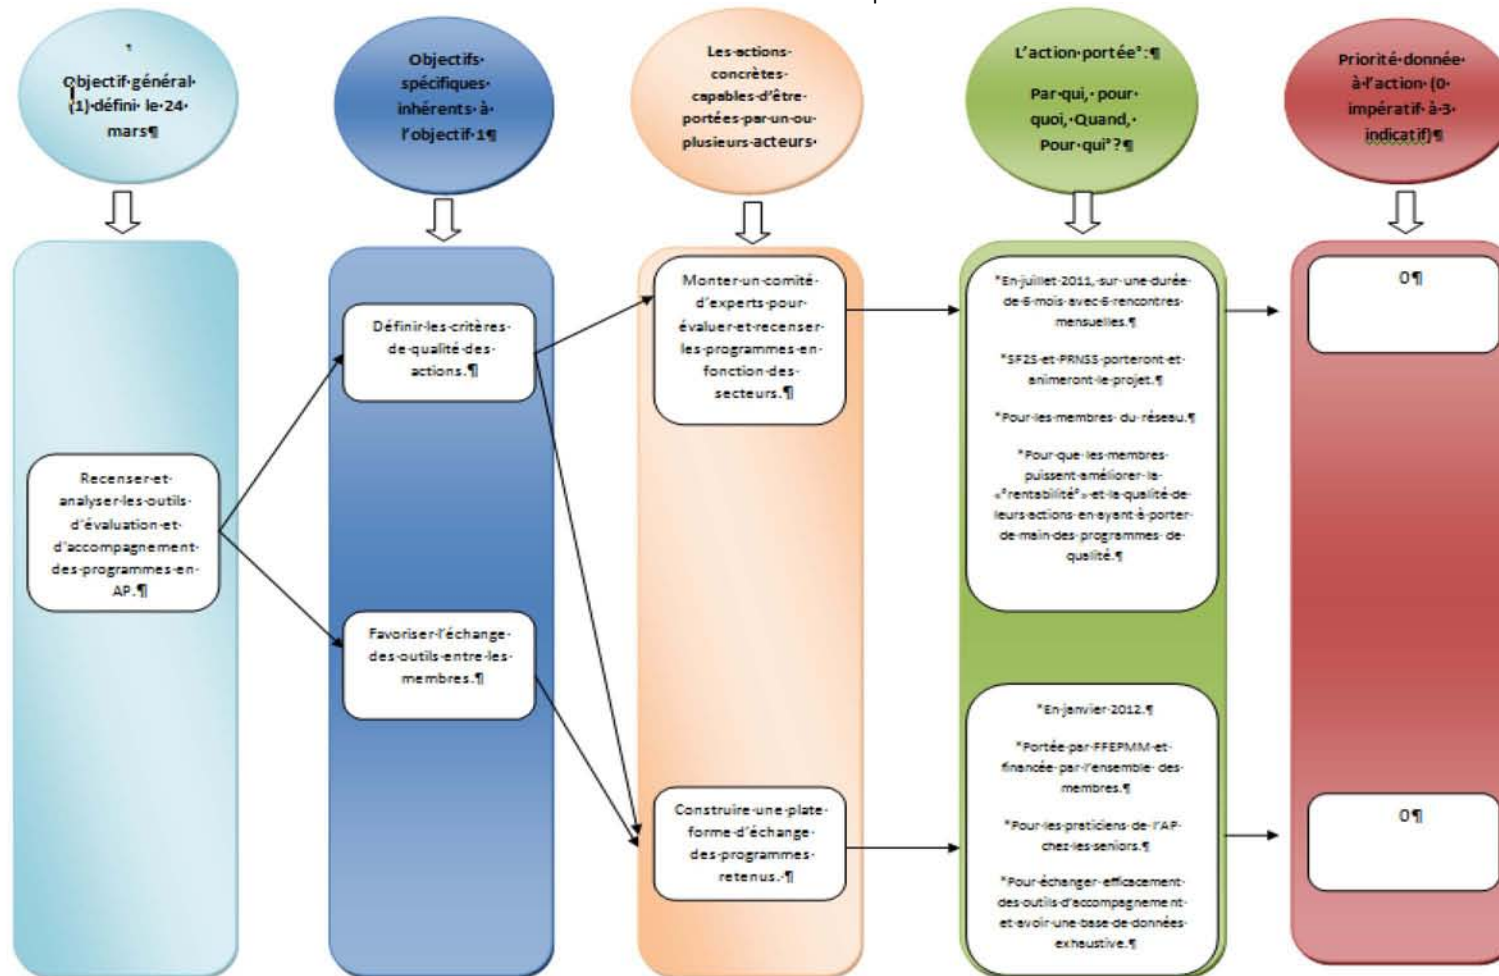 ¶
Objectif général
(1) défini le 24
mars¶
Objectifs
spécifiques
inhérents à
l'objectif 1¶
Les actions
concrètes
capables d'être
portées par un ou
plusieurs acteurs
L'action portée°:¶
Par qui, pour
quoi, Quand,
Pour qui°?¶
Priorité donnée
à l'action (0
impératif à 3
indicatif)¶
Recenser et
analyser les outils
d'évaluation et
d'accompagnement
des programmes en
AP.¶
Définir les critères
de qualité des
actions.¶
Favoriser l'échange
des outils entre les
membres.¶
Monter un comité
d'experts pour
évaluer et recenser
les programmes en
fonction des
secteurs.¶
Construire une plate
forme d'échange
des programmes
retenus. ¶
*En juillet 2011, sur une durée
de 6 mois avec 6 rencontres
mensuelles.¶
*SF2S et PRNSS porteront et
animeront le projet.¶
*Pour les membres du réseau.¶
*Pour que les membres
puissent améliorer la
«°rentabilité°» et la qualité de
leurs actions en ayant à porter
de main des programmes de
qualité.¶
*En janvier 2012.¶
*Portée par FFEPMM et
financée par l'ensemble des
membres.¶
*Pour les praticiens de l'AP
chez les seniors.¶
*Pour échanger efficacement
des outils d'accompagnement
et avoir une base de données
exhaustive.¶
0¶
0¶